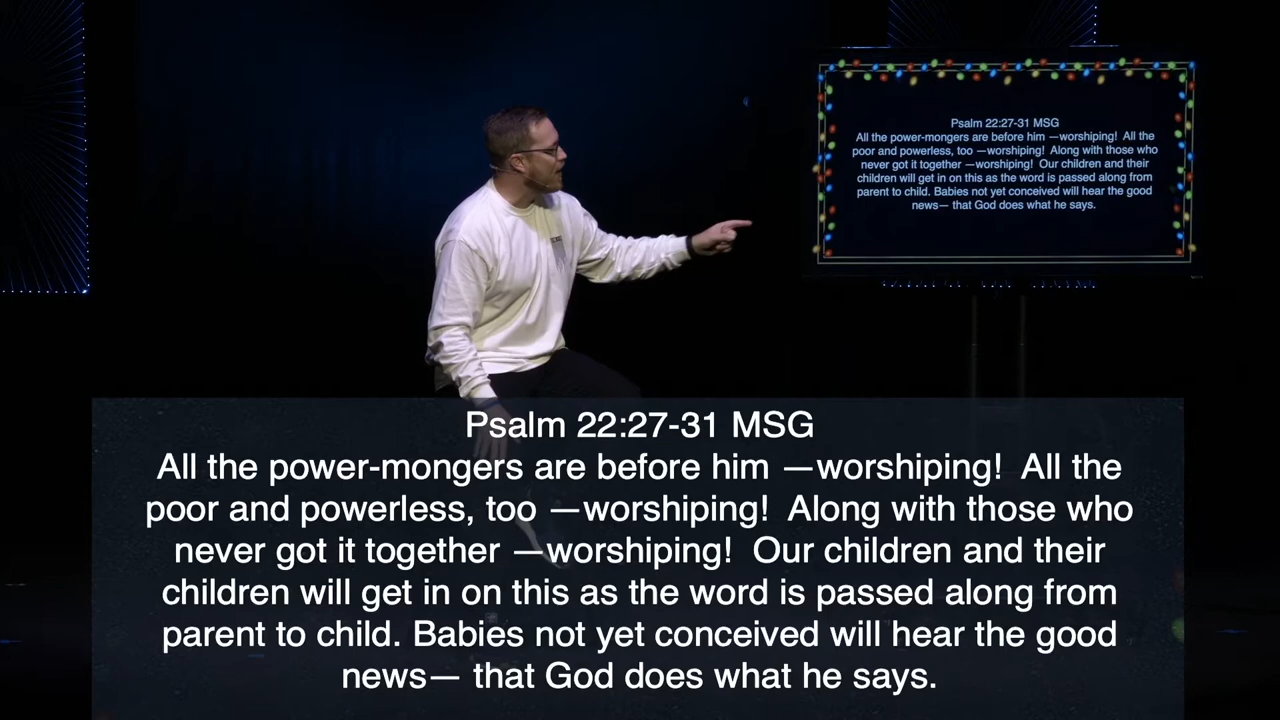 Psalm 22:27-31 MSG
All the power-mongers are before him —worshiping!  All the
poor and powerless, too —worshiping!  Along with those who
never got it together —worshiping!  Our children and their
children will get in on this as the word is passed along from
parent to child. Babies not yet conceived will hear the good
news— that God does what he says.
Psalm 22:27-31 MSG
All the power-mongers are before him —worshiping!  All the
poor and powerless, too —worshiping!  Along with those who
never got it together —worshiping!  Our children and their
children will get in on this as the word is passed along from
parent to child. Babies not yet conceived will hear the good
news— that God does what he says.